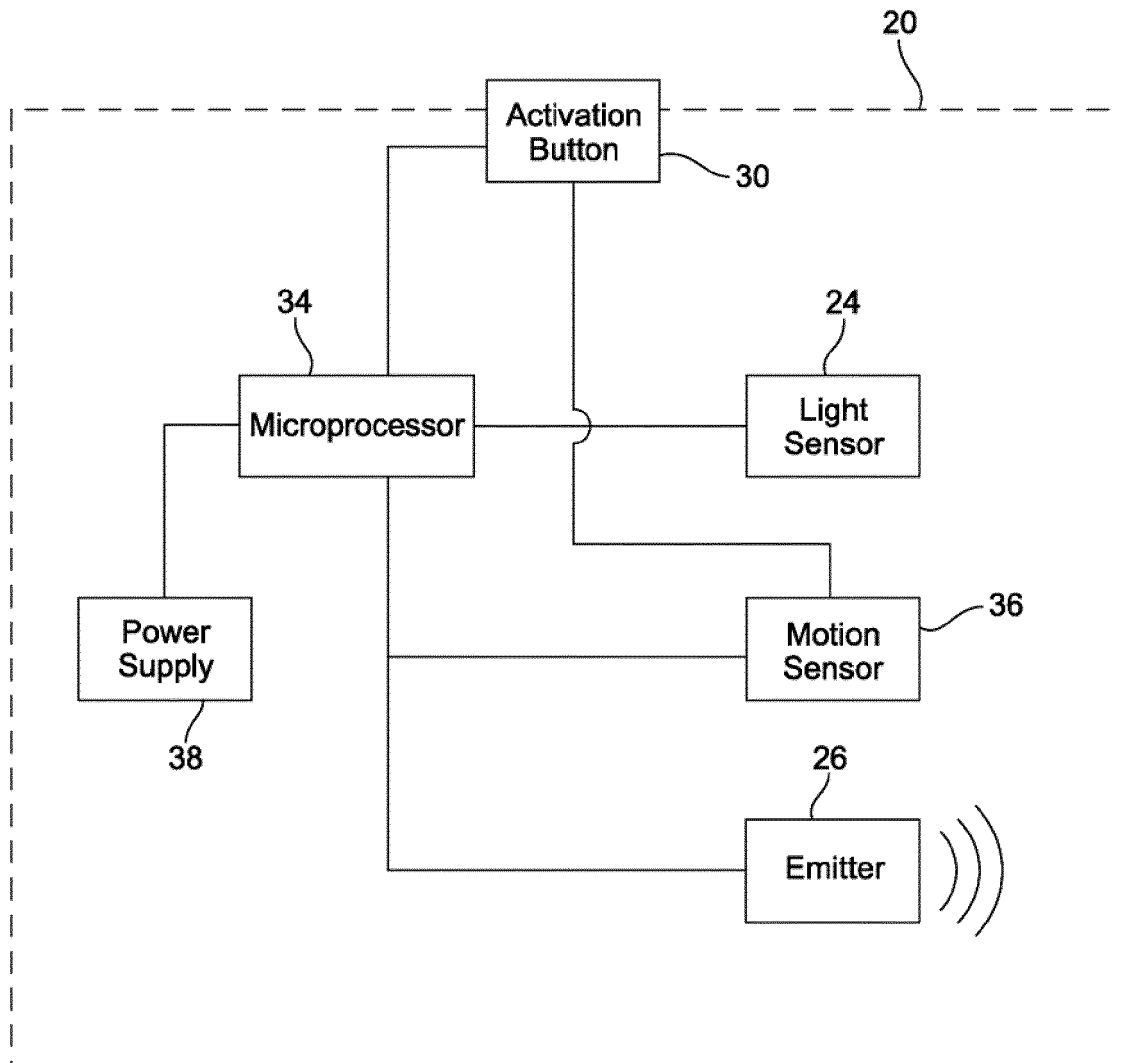 20
Activation
Button
30
34
24
Microprocessor
Light
Sensor
36
Power
Supply
Motion
Sensor
38
26
Emitter